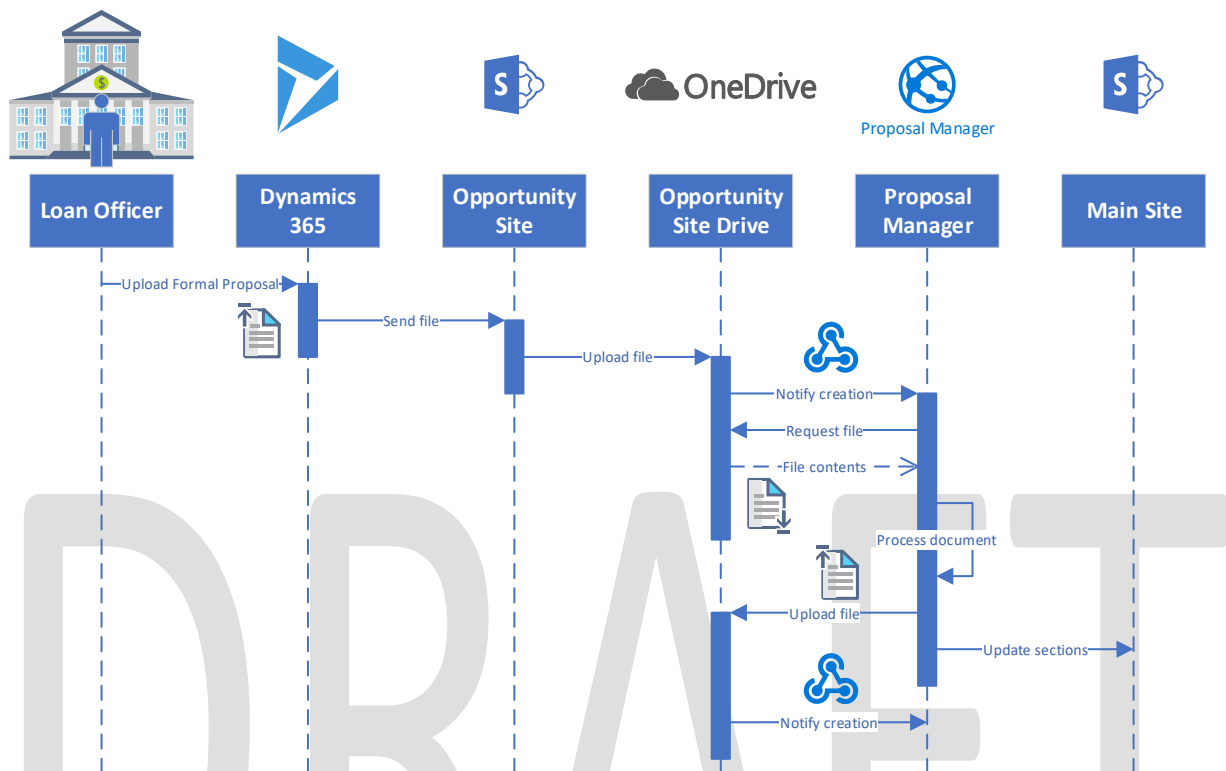 $
S
OneDrive
Proposal Manager
S
Loan Officer
Dynamics
365
Opportunity
Site
Opportunity
Site Drive
Proposal
Manager
Main Site
Upload Formal Proposal
Send file
Upload file
Notify creation
Request file
File contents
Process document
Upload file
Update sections
Notify creation
DRAFT